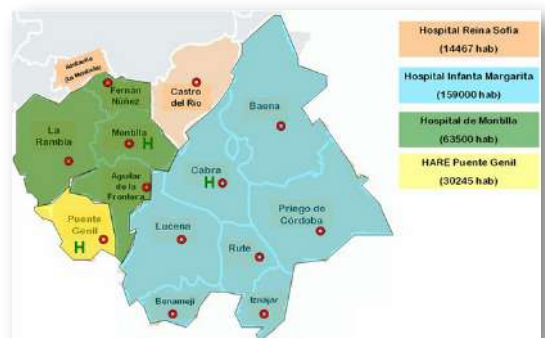 Hospital Reina Sofia
(14467 hab)
Hospital Infanta Margarita
(159000 hab)
Hospital de Montilla
(63500 hab)
HARE Puente Genil
(30245 hab)
Fernán
Núñez
Castro
del Río
La
Rambla
Montilla
H
Baena
Aguilar
de la
Frontera
Cabra
H
Puente
Genil
H
Lucena
Priego
de
Córdoba
Rute
Benamejí
Iznájar